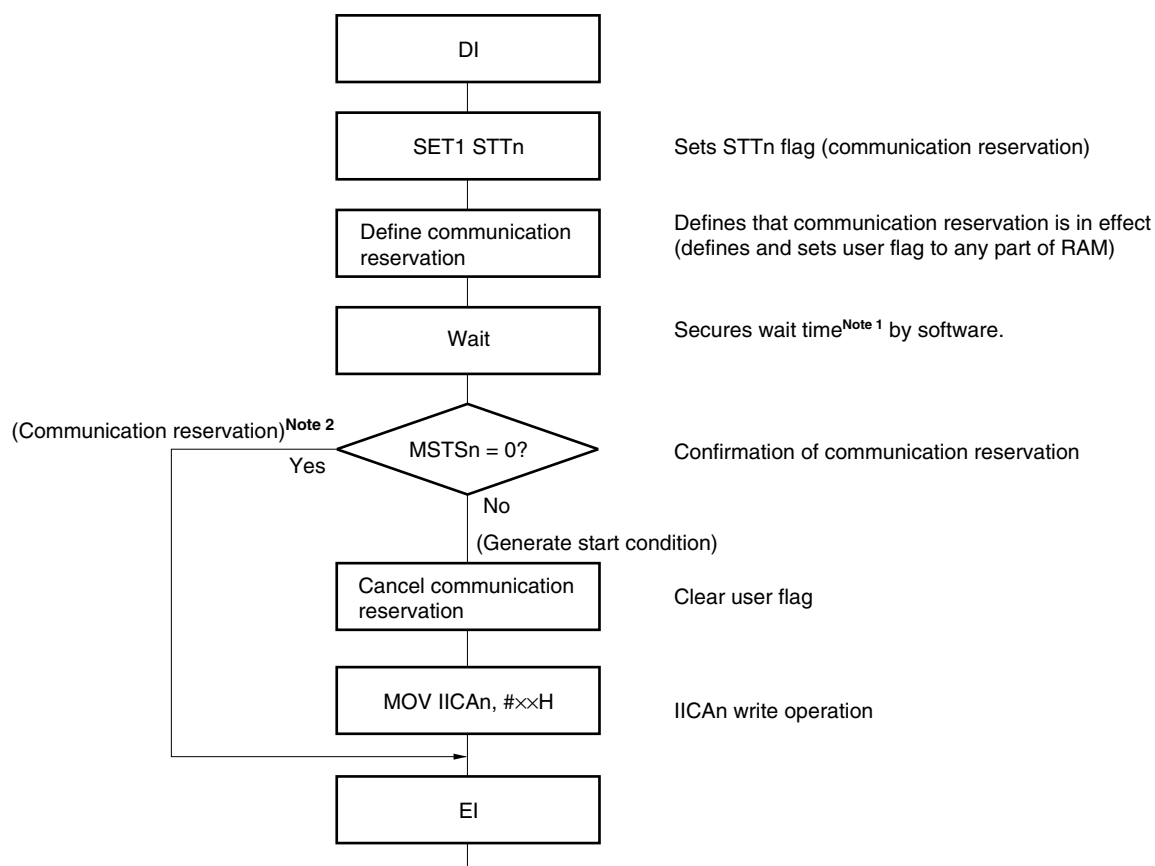 DI
SET1 STTn
Sets STTn flag (communication reservation)
Define communication
reservation
Defines that communication reservation is in effect
(defines and sets user flag to any part of RAM)
Wait
Secures wait time Note 1 by software.
(Communication reservation) Note 2
MSTSn = 0?
Confirmation of communication reservation
Yes
No
(Generate start condition)
Cancel communication
reservation
Clear user flag
MOV IICAn, #××H
IICAn write operation
EI